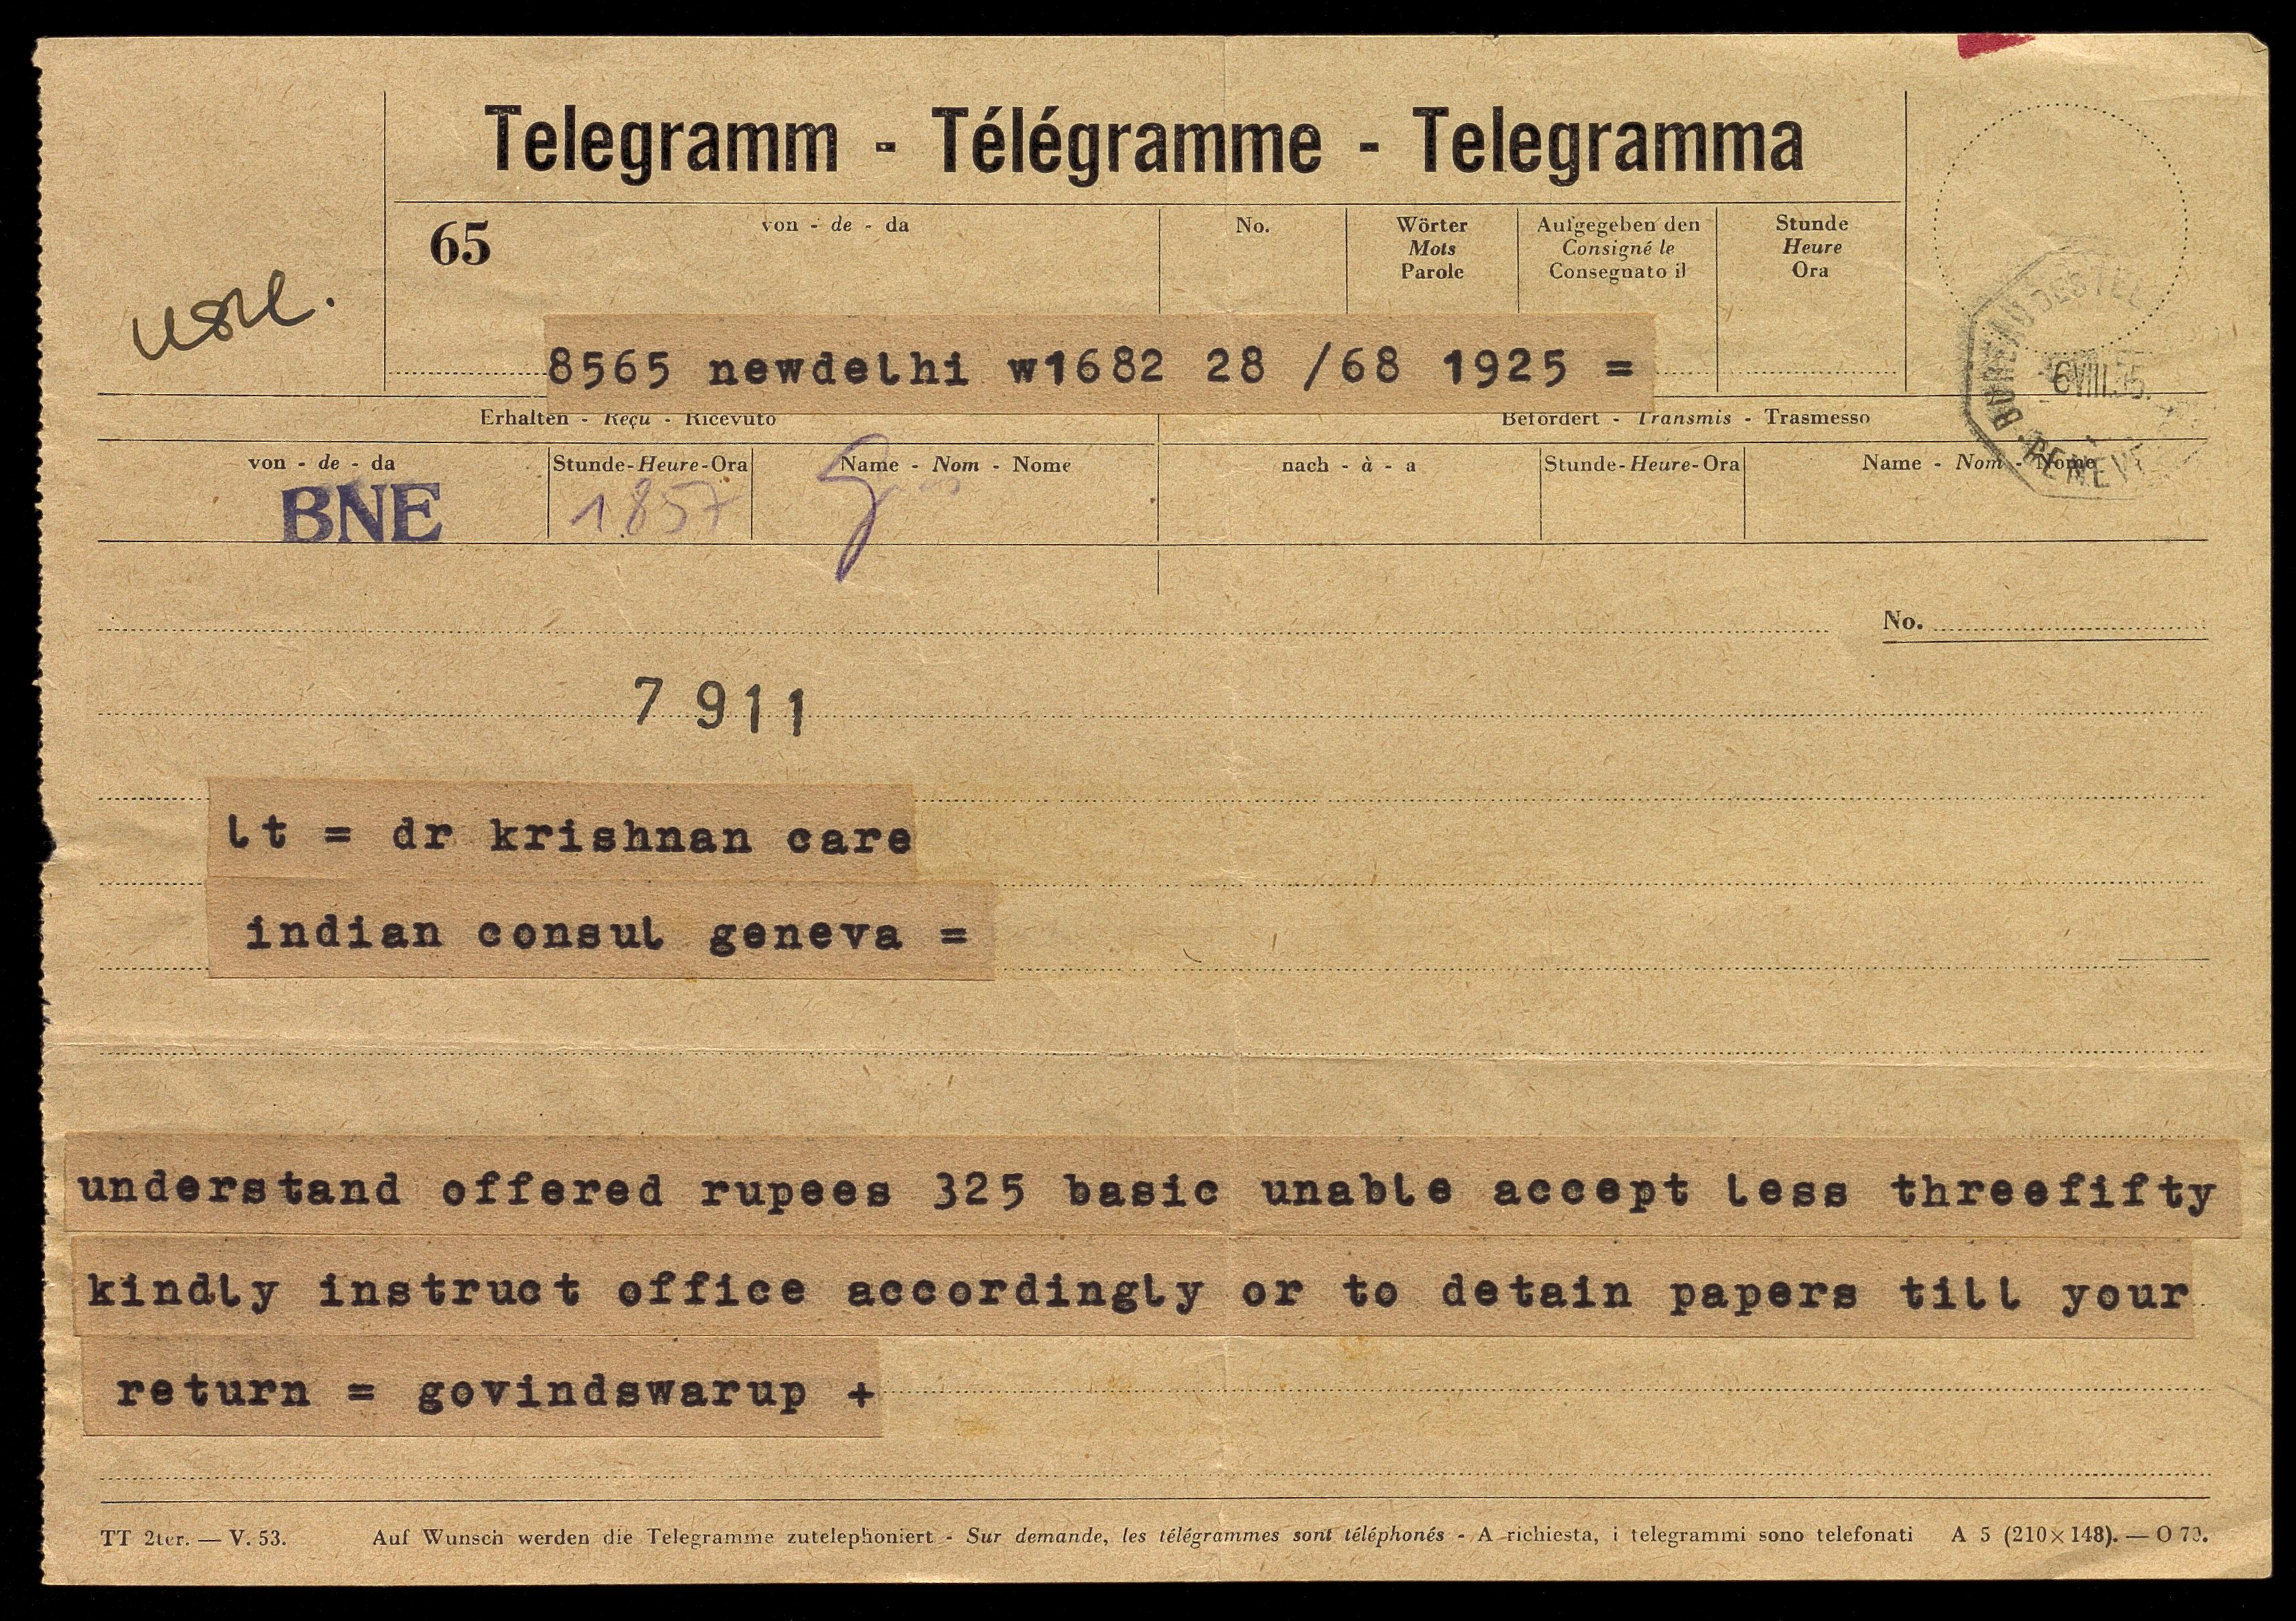 Telegramm - Télégramme - Telegramma
65
von - de - da
No.
Wörter
Mots
Parole
Aufgegeben den
Consigné le
Consegnato il
Stunde
Heure
Ora
8565 newdelhi w1682 28 /68 1925 =
Erhalten - Reçu - Ricevuto
Befördert - Transmis - Trasmesso
von - de - da
Stunde-Heure-Ora
Name - Nom - Nome
nach - à - a
Stunde-Heure-Ora
Name - Nom - Nome
BNE
1857
No.
7911
lt = dr krishnan care
indian consul geneva =
understand offered rupees 325 basic unable accept less threefifty
kindly instruct office accordingly or to detain papers till your
return = govindswarup +
TT 2ter. — V. 53.
Auf Wunsch werden die Telegramme zutelephoniert - Sur demande, les télégrammes sont téléphonés - A richiesta, i telegrammi sono telefonati
A 5 (210×148). — O 70.